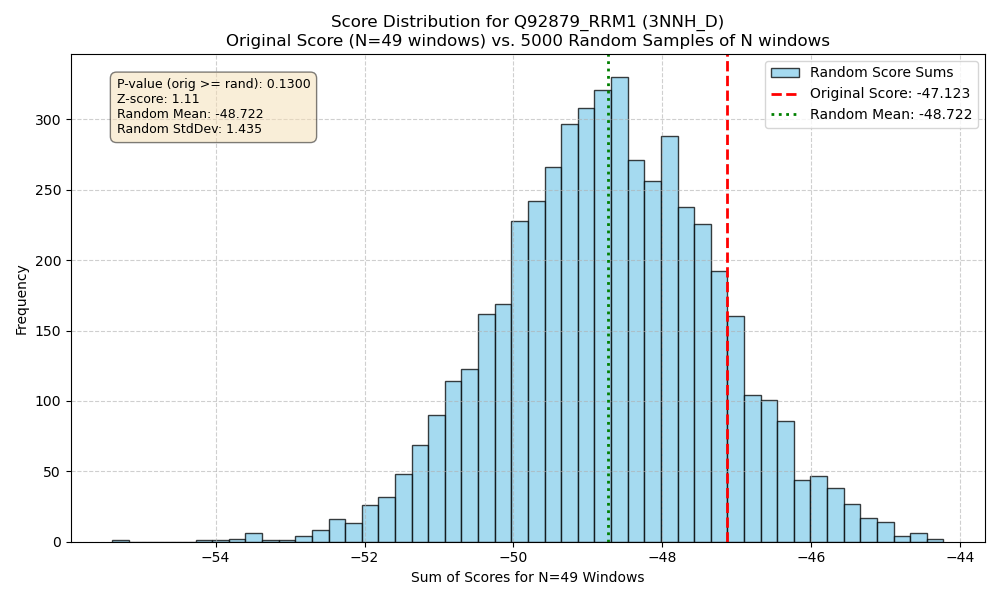 Score Distribution for Q92879_RRM1 (3NNH_D)
Original Score (N=49 windows) vs. 5000 Random Samples of N windows
P-value (orig >= rand): 0.1300
Z-score: 1.11
Random Mean: -48.722
Random StdDev: 1.435
Random Score Sums
Original Score: -47.123
Random Mean: -48.722
Frequency
300
250
200
150
100
50
0
−54
−52
−50
−48
−46
−44
Sum of Scores for N=49 Windows